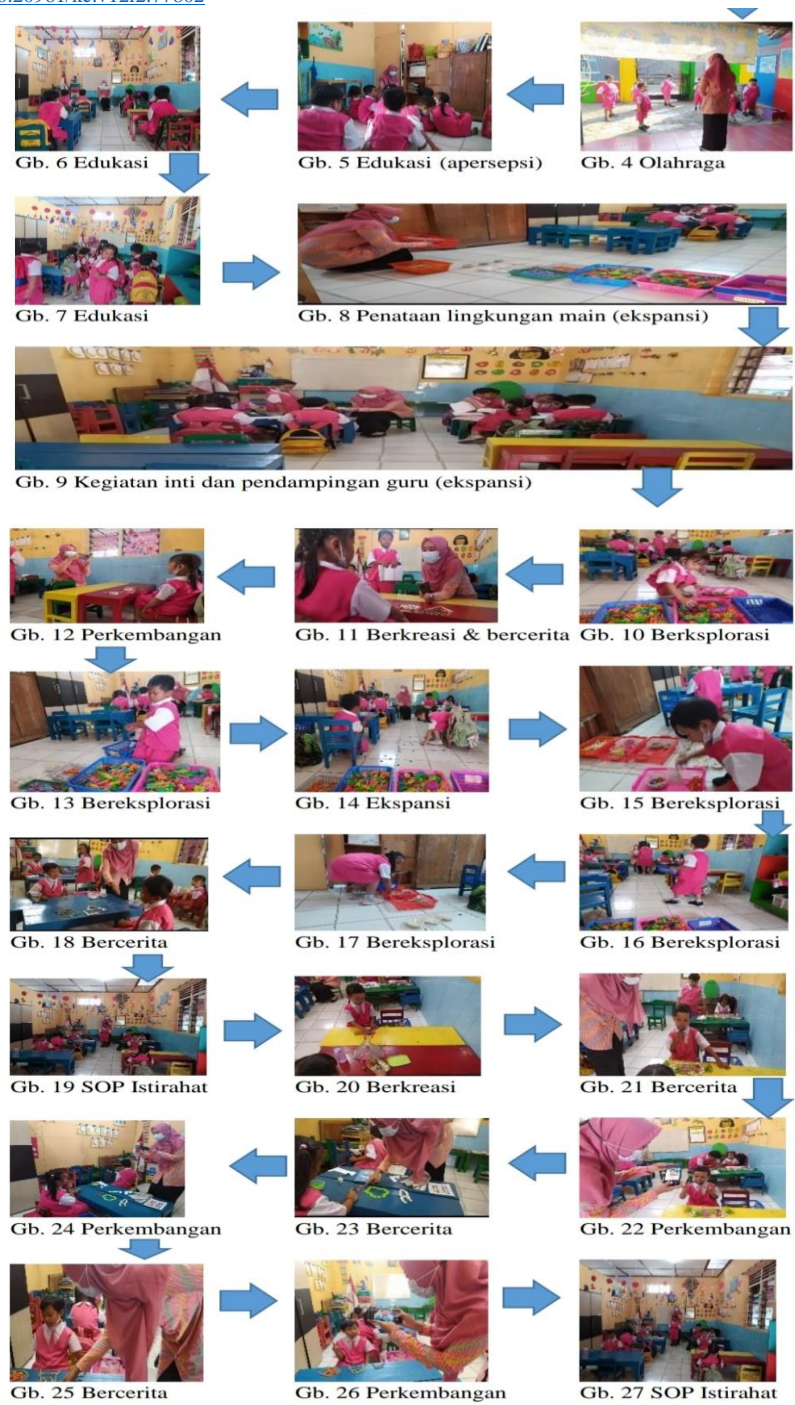 Gb. 6 Edukasi
Gb. 5 Edukasi (apersepsi)
Gb. 4 Olahraga
Gb. 7 Edukasi
Gb. 8 Penataan lingkungan main (ekspansi)
Gb. 9 Kegiatan inti dan pendampingan guru (ekspansi)
Gb. 12 Perkembangan
Gb. 11 Berkreasi & bercerita
Gb. 10 Berksplorasi
Gb. 13 Bereksplorasi
Gb. 14 Ekspansi
Gb. 15 Bereksplorasi
Gb. 18 Bercerita
Gb. 17 Bereksplorasi
Gb. 16 Bereksplorasi
Gb. 19 SOP Istirahat
Gb. 20 Berkreasi
Gb. 21 Bercerita
Gb. 24 Perkembangan
Gb. 23 Bercerita
Gb. 22 Perkembangan
Gb. 25 Bercerita
Gb. 26 Perkembangan
Gb. 27 SOP Istirahat